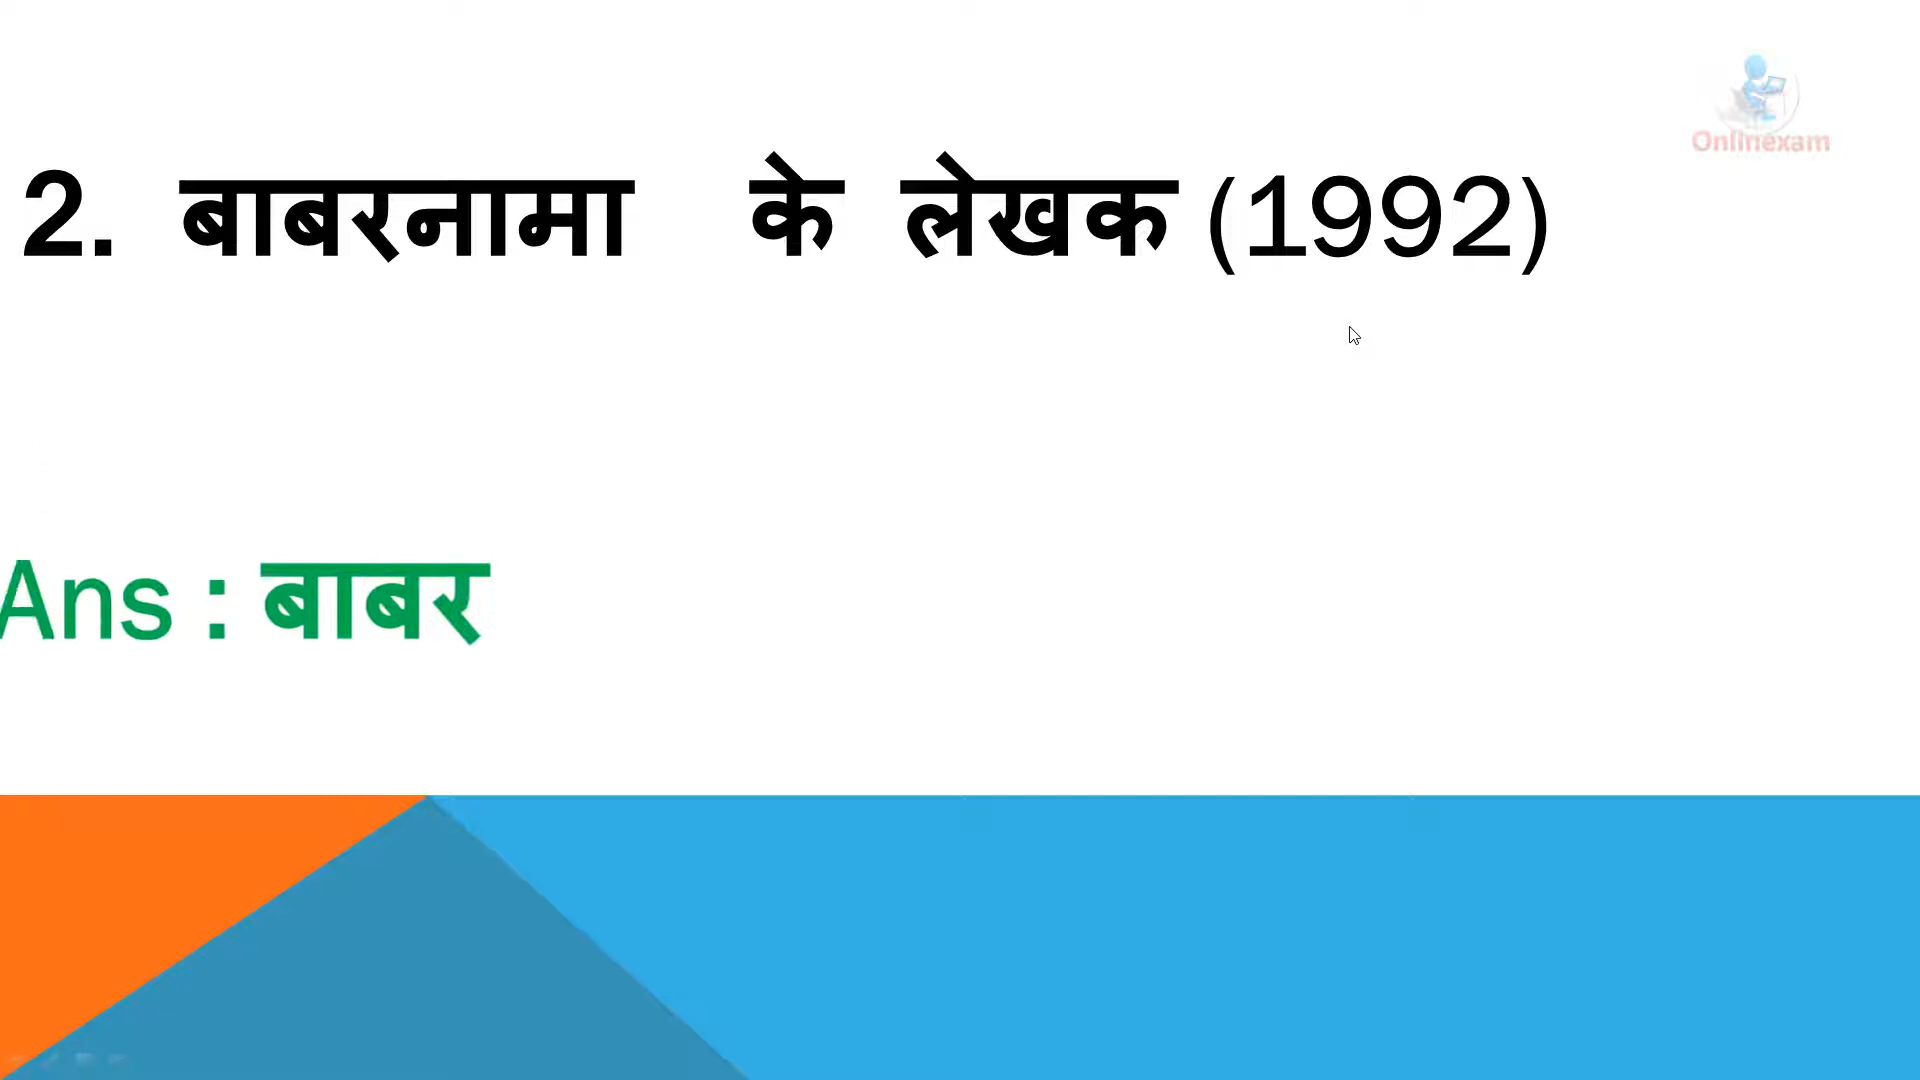 Onlinexam
2. बाबरनामा के लेखक (1992)
Ans : बाबर